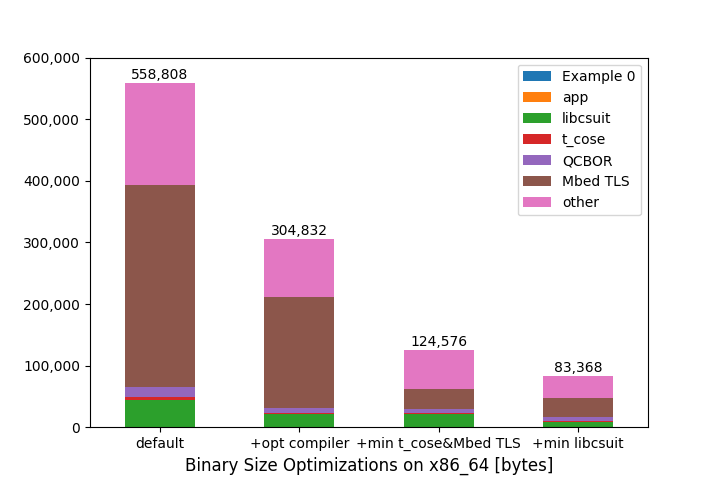 600,000
500,000
400,000
300,000
200,000
100,000
0
558,808
304,832
124,576
83,368
Example 0
app
libcsuit
t_cose
QCBOR
Mbed TLS
other
default
+opt compiler
+min t_cose&Mbed TLS
+min libcsuit
Binary Size Optimizations on x86_64 [bytes]